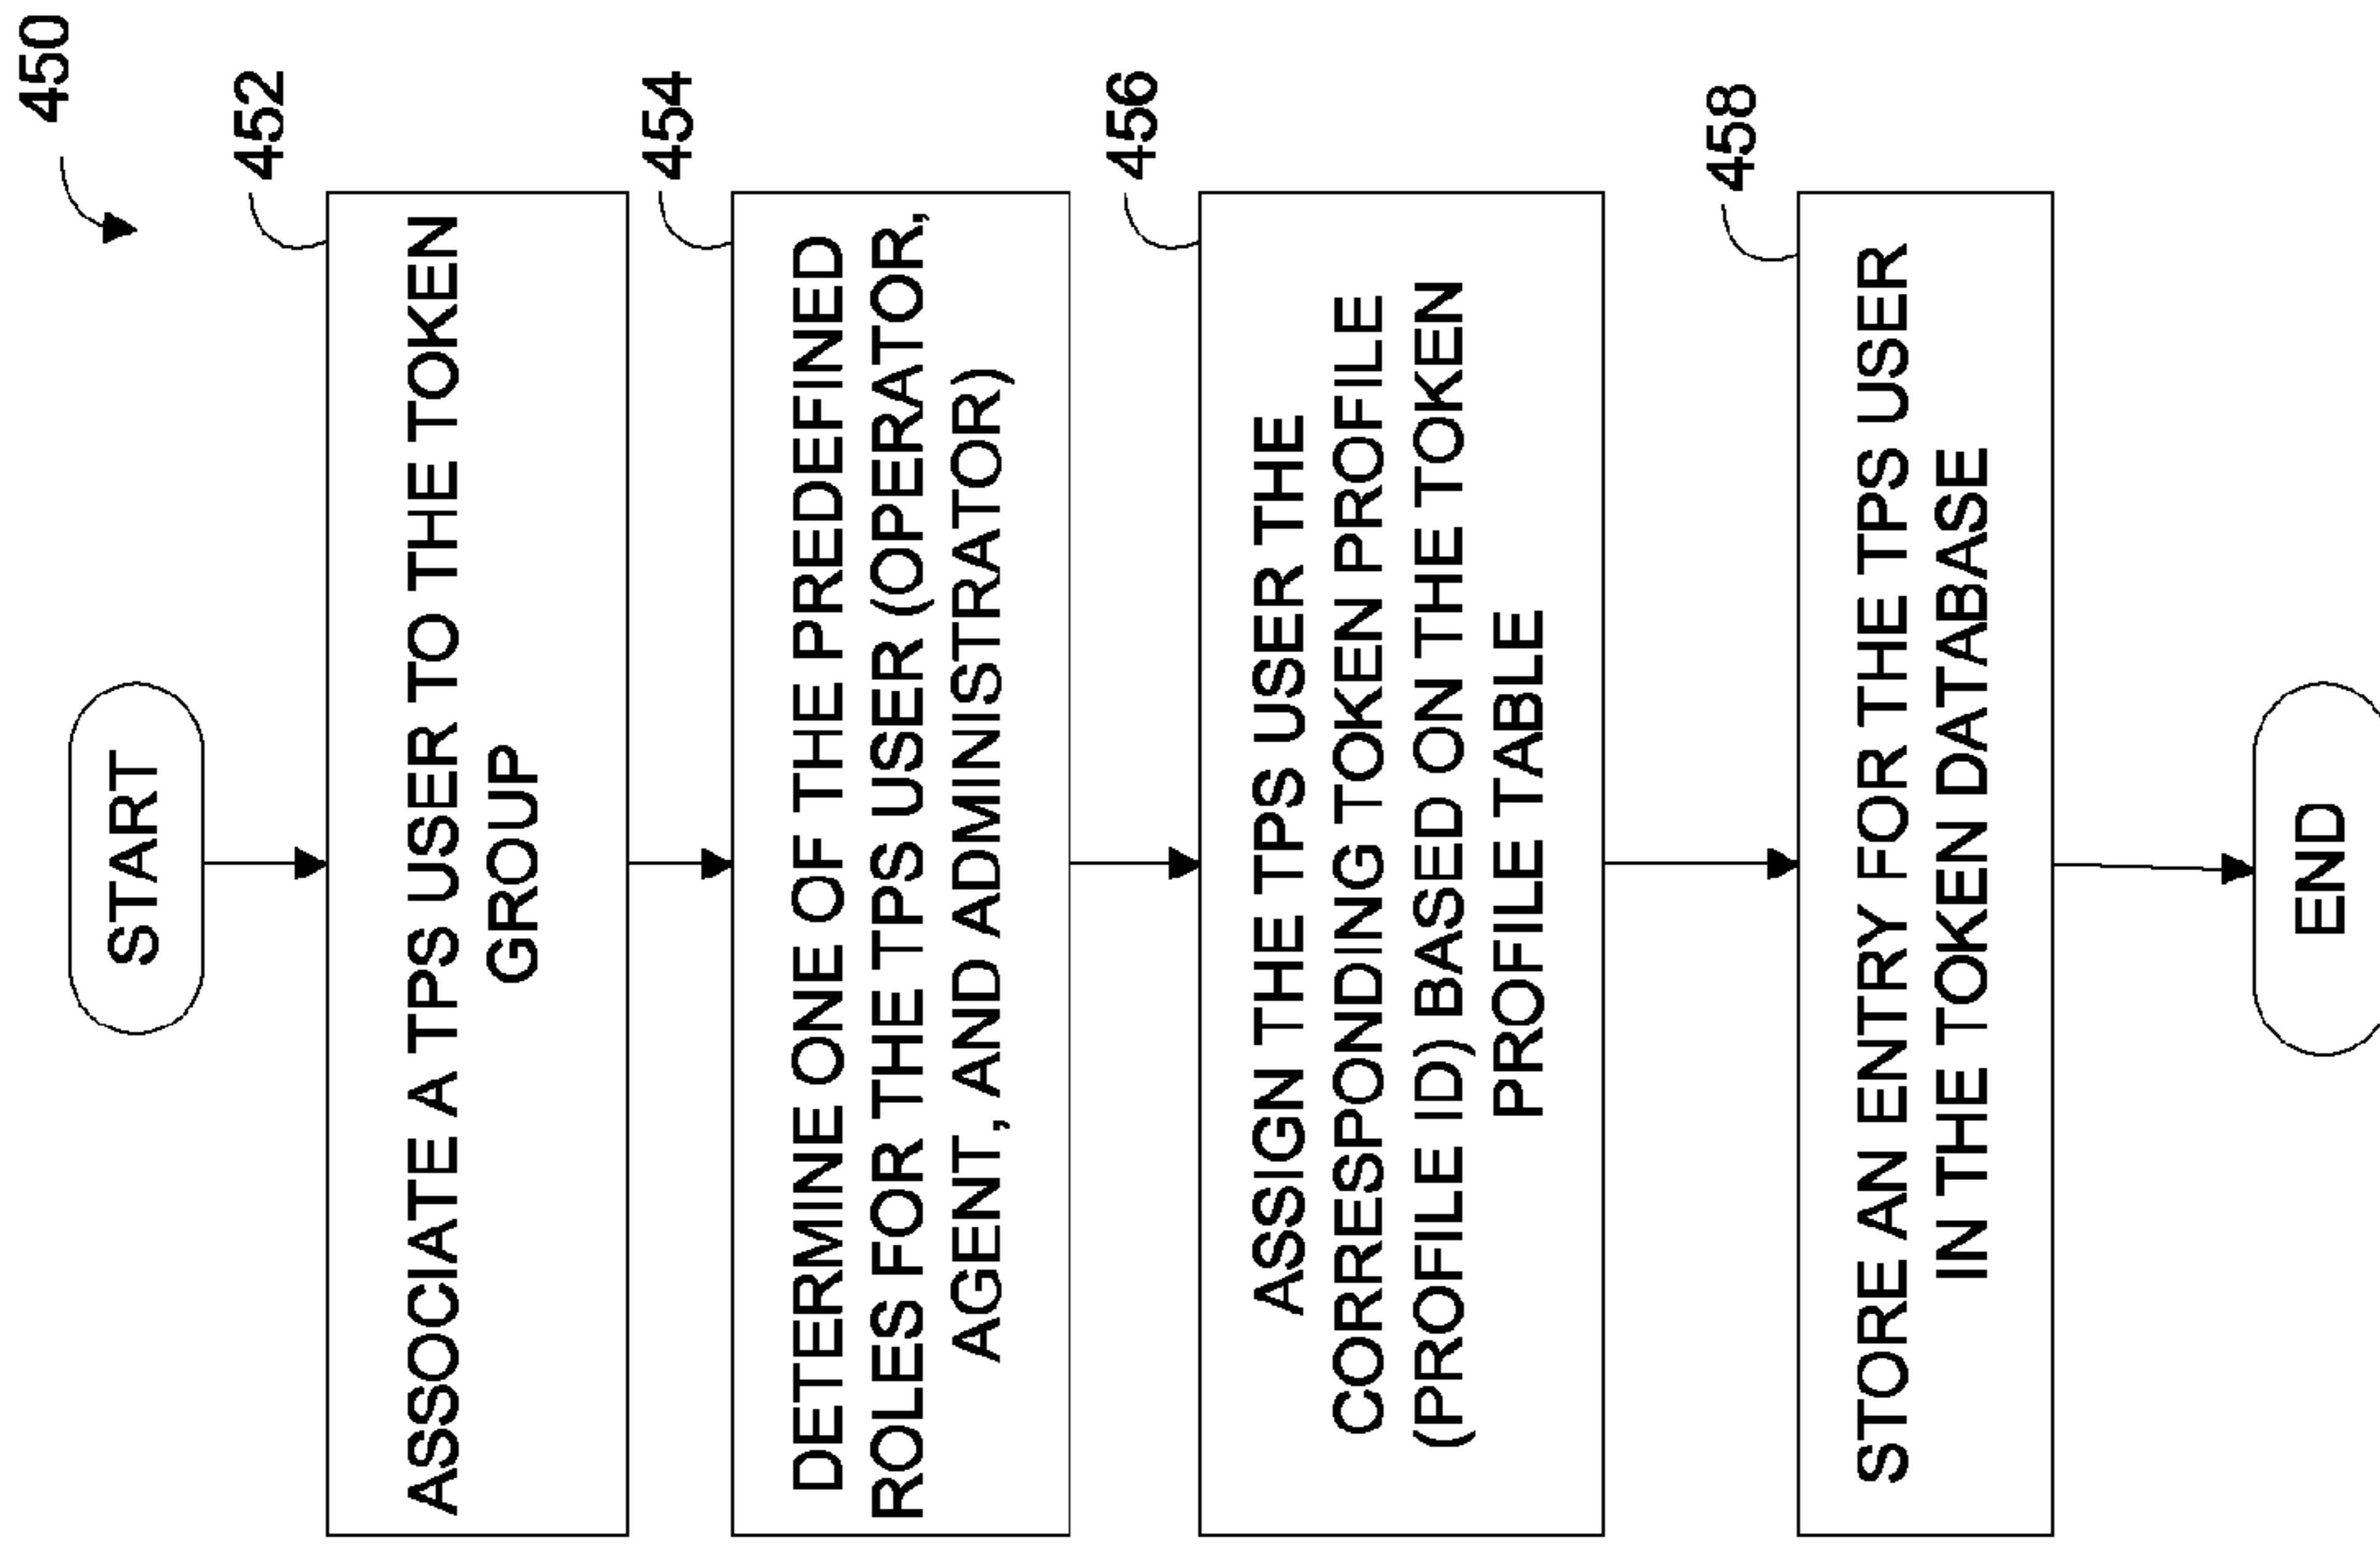 450
START
452
ASSOCIATE A TPS USER TO THE TOKEN
GROUP
454
DETERMINE ONE OF THE PREDEFINED
ROLES FOR THE TPS USER (OPERATOR,
AGENT, AND ADMINISTRATOR)
456
ASSIGN THE TPS USER THE
CORRESPONDING TOKEN PROFILE
(PROFILE ID) BASED ON THE TOKEN
PROFILE TABLE
458
STORE AN ENTRY FOR THE TPS USER
IN THE TOKEN DATABASE
END